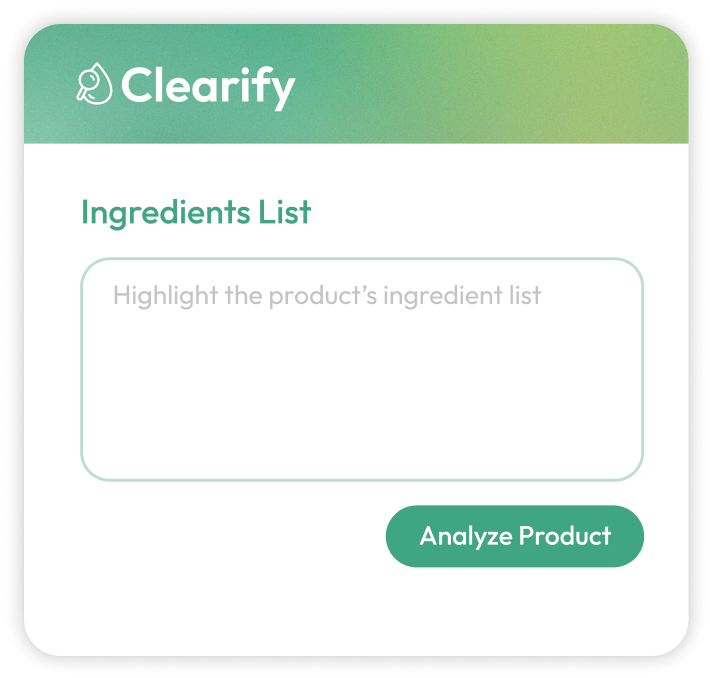 Clearify
Ingredients List
Highlight the product’s ingredient list
Analyze Product